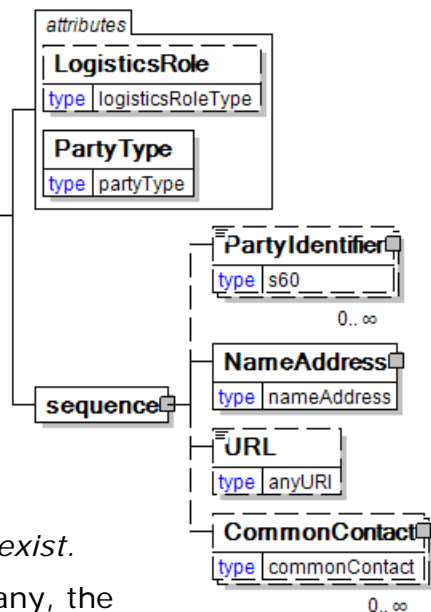 attributes
LogisticsRole
type logisticsRoleType
PartyType
type partyType
PartyIdentifier
type s60
0.. ∞
NameAddress
type nameAddress
sequence
URL
type anyURI
CommonContact
type commonContact
0.. ∞
exist.
any, the